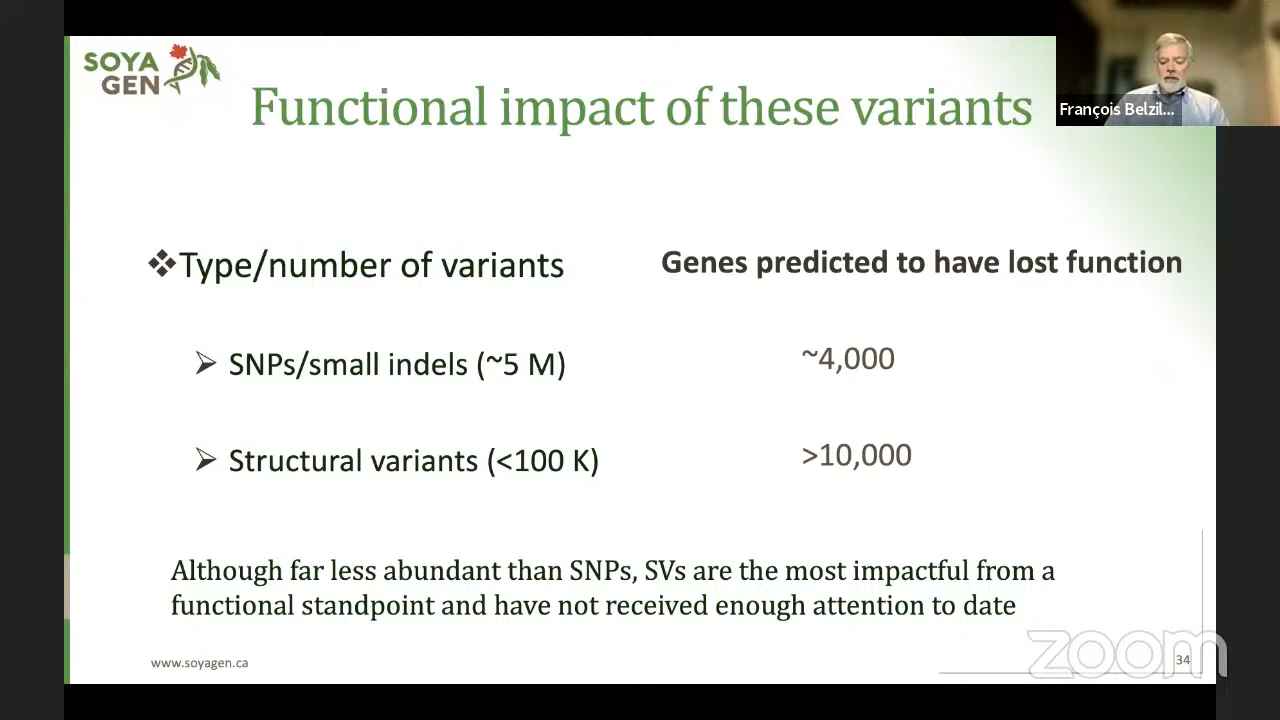 SOYA
GEN
Functional impact of these variants
François Belzil...
Type/number of variants
Genes predicted to have lost function
SNPs/small indels (~5 M)
~4,000
Structural variants (<100 K)
>10,000
Although far less abundant than SNPs, SVs are the most impactful from a
functional standpoint and have not received enough attention to date
www.soyagen.ca
zoom
34